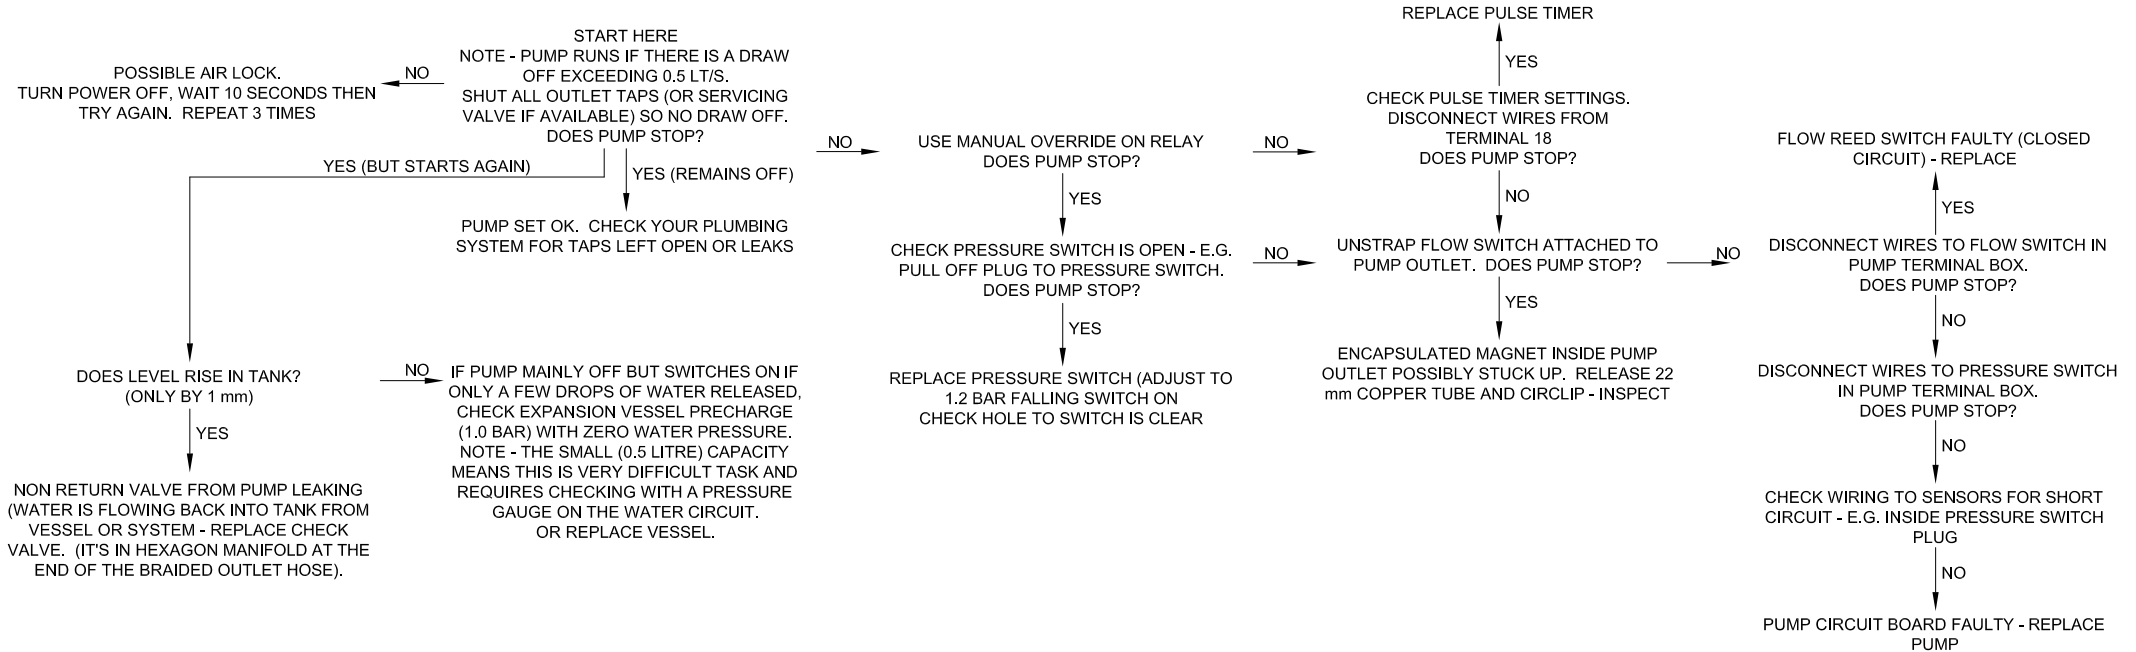 START HERE
NOTE - PUMP RUNS IF THERE IS A DRAW
OFF EXCEEDING 0.5 LT/S.
SHUT ALL OUTLET TAPS (OR SERVICING
VALVE IF AVAILABLE) SO NO DRAW OFF.
DOES PUMP STOP?
NO
POSSIBLE AIR LOCK.
TURN POWER OFF, WAIT 10 SECONDS THEN
TRY AGAIN.  REPEAT 3 TIMES
YES (BUT STARTS AGAIN)
YES (REMAINS OFF)
PUMP SET OK.  CHECK YOUR PLUMBING
SYSTEM FOR TAPS LEFT OPEN OR LEAKS
DOES LEVEL RISE IN TANK?
(ONLY BY 1 mm)
YES
NON RETURN VALVE FROM PUMP LEAKING
(WATER IS FLOWING BACK INTO TANK FROM
VESSEL OR SYSTEM - REPLACE CHECK
VALVE.  (IT'S IN HEXAGON MANIFOLD AT THE
END OF THE BRAIDED OUTLET HOSE).
NO
IF PUMP MAINLY OFF BUT SWITCHES ON IF
ONLY A FEW DROPS OF WATER RELEASED,
CHECK EXPANSION VESSEL PRECHARGE
(1.0 BAR) WITH ZERO WATER PRESSURE.
NOTE - THE SMALL (0.5 LITRE) CAPACITY
MEANS THIS IS VERY DIFFICULT TASK AND
REQUIRES CHECKING WITH A PRESSURE
GAUGE ON THE WATER CIRCUIT.
OR REPLACE VESSEL.
NO
USE MANUAL OVERRIDE ON RELAY
DOES PUMP STOP?
YES
CHECK PRESSURE SWITCH IS OPEN - E.G.
PULL OFF PLUG TO PRESSURE SWITCH.
DOES PUMP STOP?
YES
REPLACE PRESSURE SWITCH (ADJUST TO
1.2 BAR FALLING SWITCH ON
CHECK HOLE TO SWITCH IS CLEAR
NO
NO
REPLACE PULSE TIMER
YES
CHECK PULSE TIMER SETTINGS.
DISCONNECT WIRES FROM
TERMINAL 18
DOES PUMP STOP?
NO
UNSTRAP FLOW SWITCH ATTACHED TO
PUMP OUTLET.  DOES PUMP STOP?
YES
ENCAPSULATED MAGNET INSIDE PUMP
OUTLET POSSIBLY STUCK UP.  RELEASE 22
mm COPPER TUBE AND CIRCLIP - INSPECT
NO
FLOW REED SWITCH FAULTY (CLOSED
CIRCUIT) - REPLACE
YES
DISCONNECT WIRES TO FLOW SWITCH IN
PUMP TERMINAL BOX.
DOES PUMP STOP?
NO
DISCONNECT WIRES TO PRESSURE SWITCH
IN PUMP TERMINAL BOX.
DOES PUMP STOP?
NO
CHECK WIRING TO SENSORS FOR SHORT
CIRCUIT - E.G. INSIDE PRESSURE SWITCH
PLUG
NO
PUMP CIRCUIT BOARD FAULTY - REPLACE
PUMP